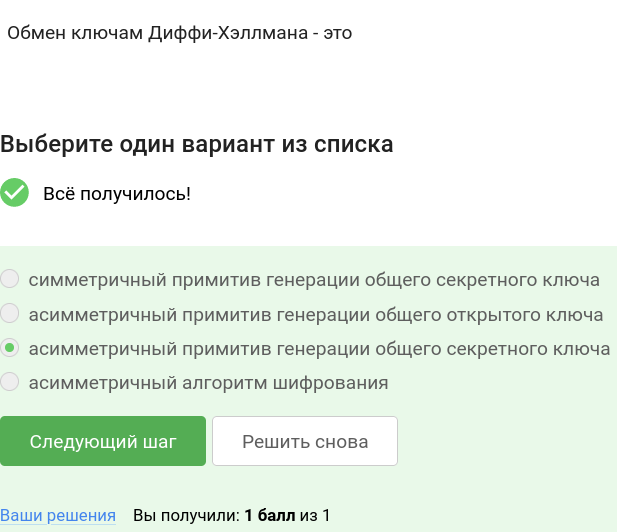 Обмен ключам Диффи-Хэллмана - это
Выберите один вариант из списка
Всё получилось!
симметричный примитив генерации общего секретного ключа
асимметричный примитив генерации общего открытого ключа
асимметричный примитив генерации общего секретного ключа
асимметричный алгоритм шифрования
Следующий шаг Решить снова
Ваши решения Вы получили: 1 балл из 1